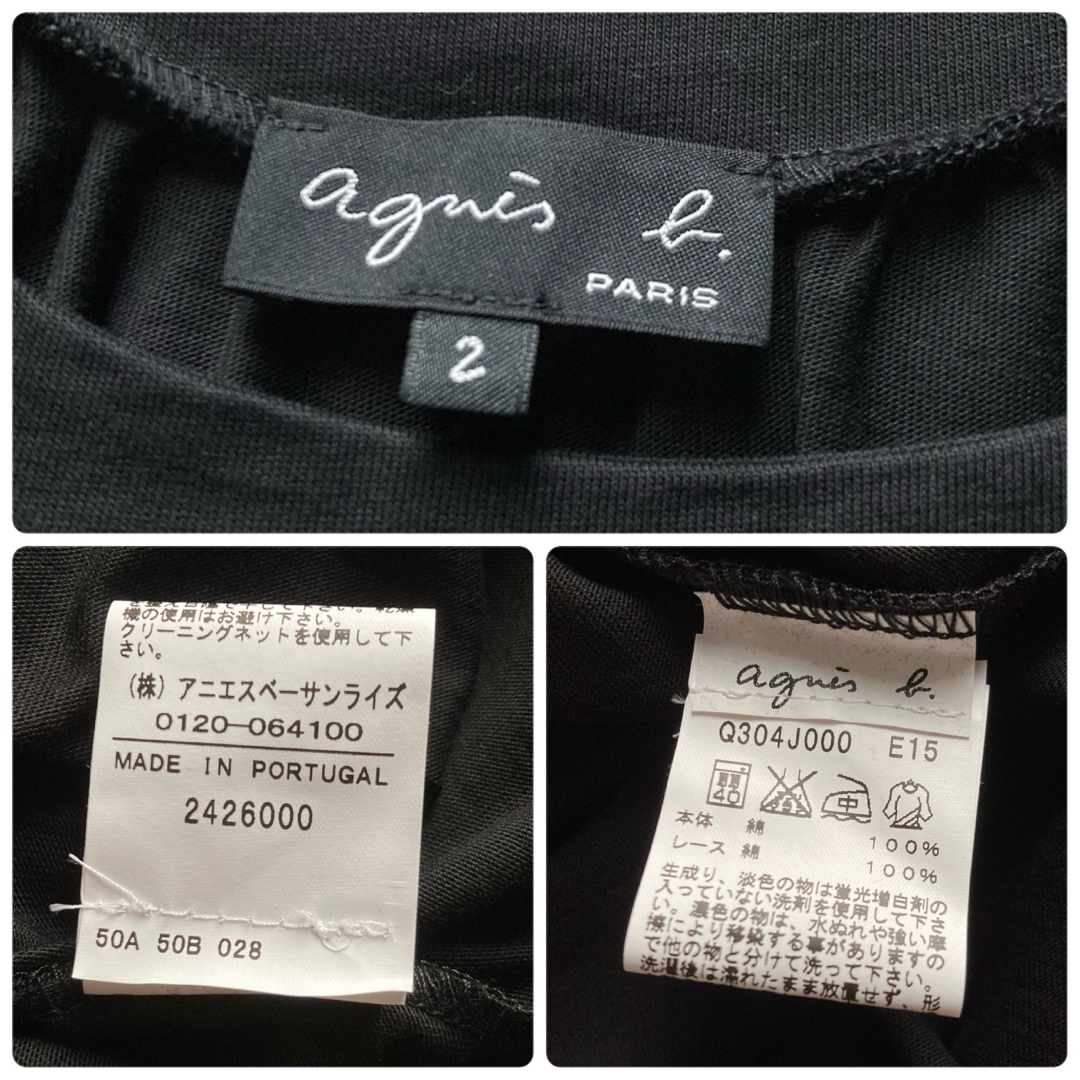 agnès b.
PARIS
2
機の使用はお避け下さい。
クリーニングネットを使用して下
さい。
(株) アニエスベーサンライズ
0120-064100
MADE IN PORTUGAL
2426000
50A 50B 028
agnès b.
Q304J000 E15
40
中
本体 綿 100%
レース 綿 100%
生成り、淡色の物は蛍光増白剤の
入っていない洗剤を使用して下さ
い。濃色の物は、水ぬれや強い摩
擦により移染する事がありますの
で他の物と分けて洗って下さい。
洗濯後は濡れたまま放置せず、形